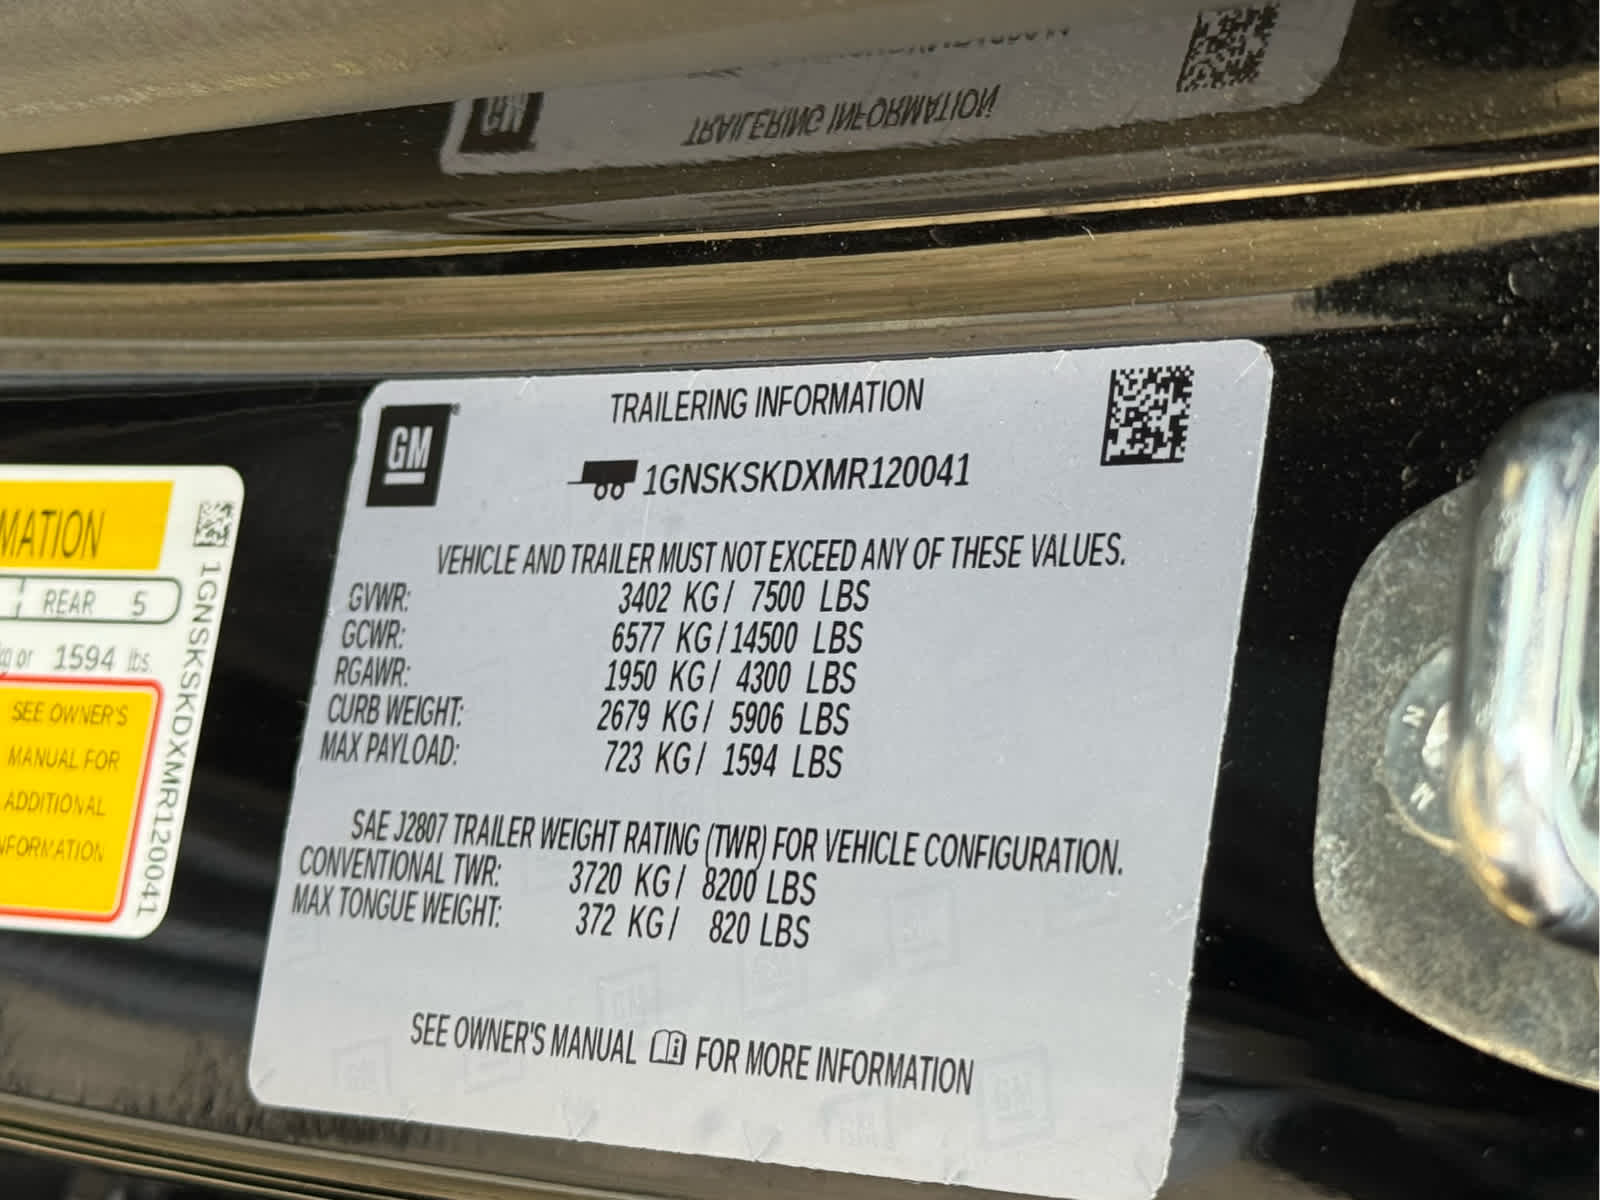 TRAILERING INFORMATION
GM
TRAILERING INFORMATION
GM
1GNSKSKDXMR120041
VEHICLE AND TRAILER MUST NOT EXCEED ANY OF THESE VALUES.
GVWR: 3402 KG/ 7500 LBS
GCWR: 6577 KG/14500 LBS
RGAWR: 1950 KG/ 4300 LBS
CURB WEIGHT: 2679 KG/ 5906 LBS
MAX PAYLOAD: 723 KG/ 1594 LBS
SAE J2807 TRAILER WEIGHT RATING (TWR) FOR VEHICLE CONFIGURATION.
CONVENTIONAL TWR: 3720 KG/ 8200 LBS
MAX TONGUE WEIGHT: 372 KG/ 820 LBS
SEE OWNER'S MANUAL FOR MORE INFORMATION
MATION
REAR 5
kg or 1594 lbs.
SEE OWNER'S
MANUAL FOR
ADDITIONAL
NFORMATION
1GNSKSKDXMR120041